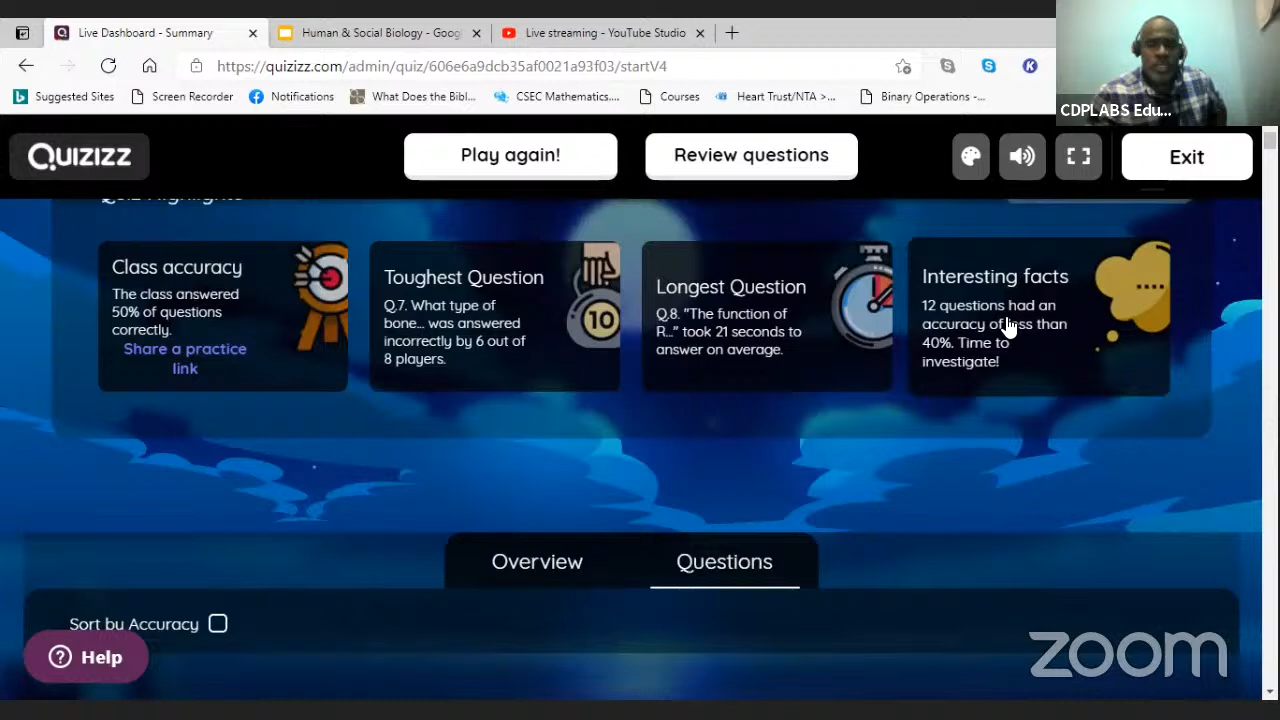 Live Dashboard - Summary
Human & Social Biology - Goog
Live streaming - YouTube Studio
https://quizizz.com/admin/quiz/606e6a9dcb35af0021a93f03/startV4
Suggested Sites
Screen Recorder
Notifications
What Does the Bibl...
CSEC Mathematics....
Courses
Heart Trust/NTA >...
Binary Operations -...
CDPLABS Edu...
Quizizz
Play again!
Review questions
Exit
Quiz Highlights
Class accuracy
The class answered
50% of questions
correctly.
Share a practice
link
Toughest Question
Q.7. What type of
bone... was answered
incorrectly by 6 out of
8 players.
10
Longest Question
Q.8. "The function of
R..." took 21 seconds to
answer on average.
Interesting facts
12 questions had an
accuracy of less than
40%. Time to
investigate!
Overview
Questions
Sort by Accuracy
Help
zoom